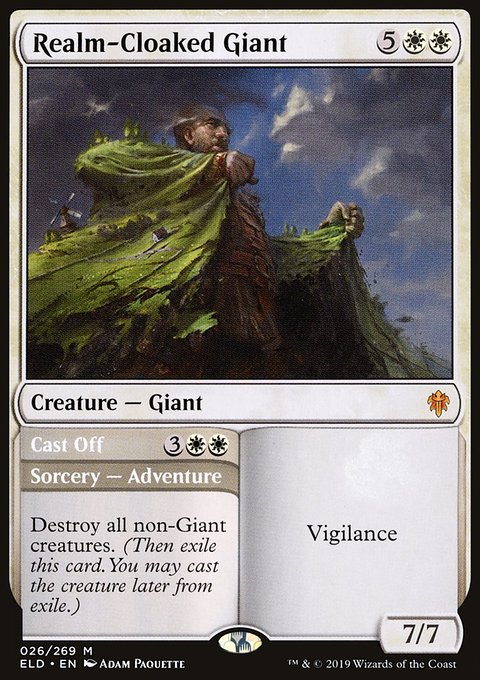 Realm-Cloaked Giant 5
Creature — Giant
Cast Off 3
Sorcery — Adventure
Destroy all non-Giant
creatures. (Then exile
this card. You may cast
the creature later from
exile.)
Vigilance
7/7
026/269 M
ELD • EN Adam Paquette
™ & © 2019 Wizards of the Coast